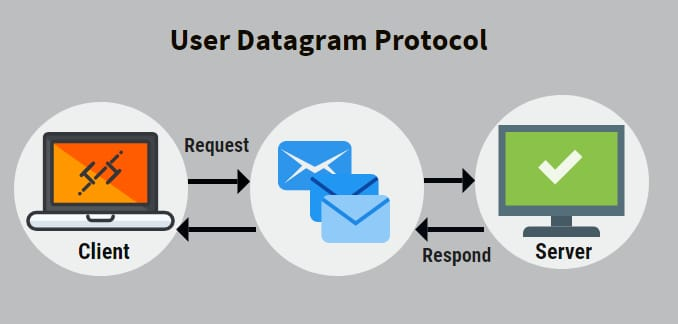 User Datagram Protocol
Request
Client
Respond
Server